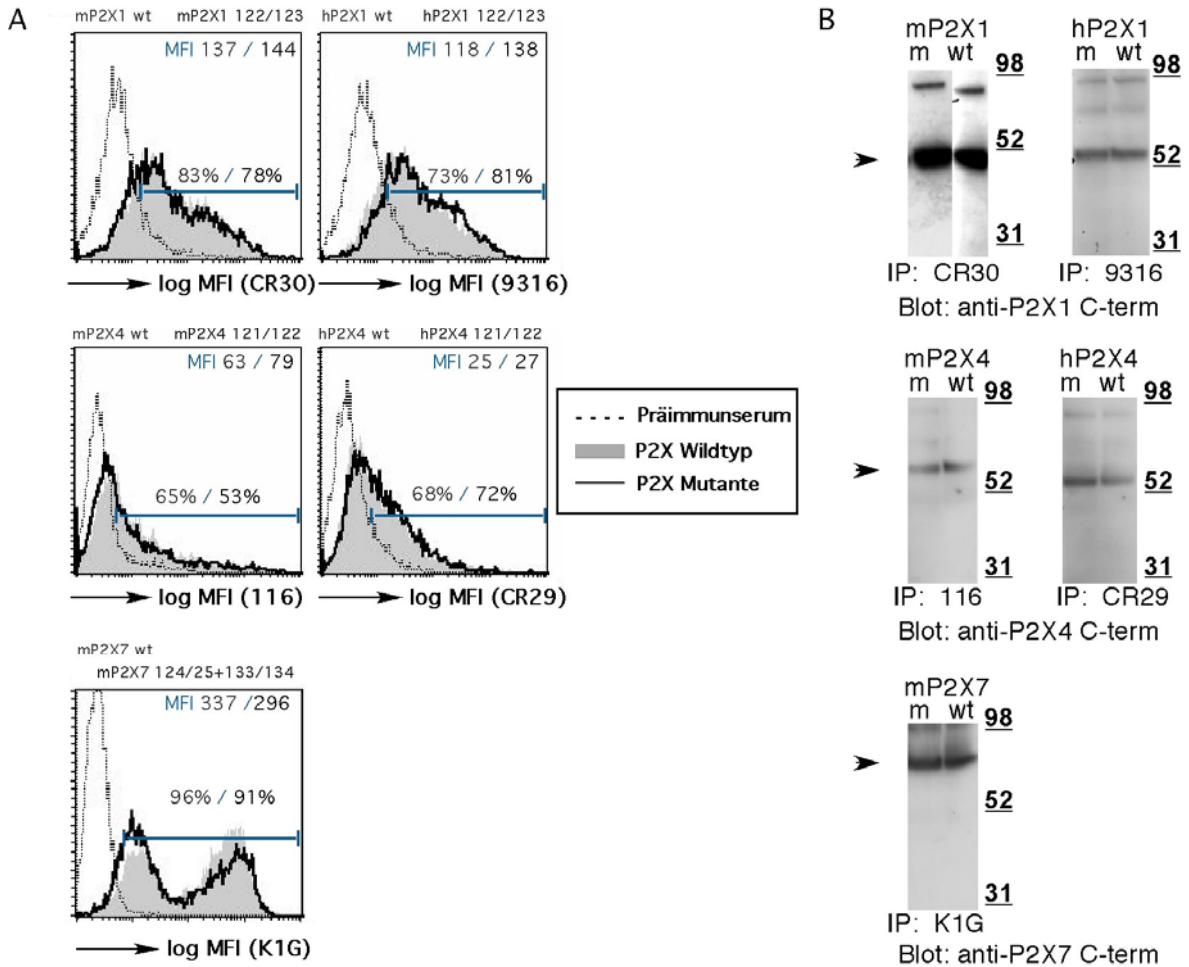 A
mP2X1 wt mP2X1 122/123
MFI 137 / 144
83% / 78%
log MFI (CR30)
hP2X1 wt hP2X1 122/123
MFI 118 / 138
73% / 81%
log MFI (9316)
mP2X4 wt mP2X4 121/122
MFI 63 / 79
65% / 53%
log MFI (116)
hP2X4 wt hP2X4 121/122
MFI 25 / 27
68% / 72%
log MFI (CR29)
Präimmunserum
P2X Wildtyp
P2X Mutante
mP2X7 wt
mP2X7 124/25+133/134
MFI 337 /296
96% / 91%
log MFI (K1G)
B
mP2X1
m wt
98
52
31
IP: CR30
hP2X1
m wt
98
52
31
IP: 9316
Blot: anti-P2X1 C-term
mP2X4
m wt
98
52
31
IP: 116
hP2X4
m wt
98
52
31
IP: CR29
Blot: anti-P2X4 C-term
mP2X7
m wt
98
52
31
IP: K1G
Blot: anti-P2X7 C-term